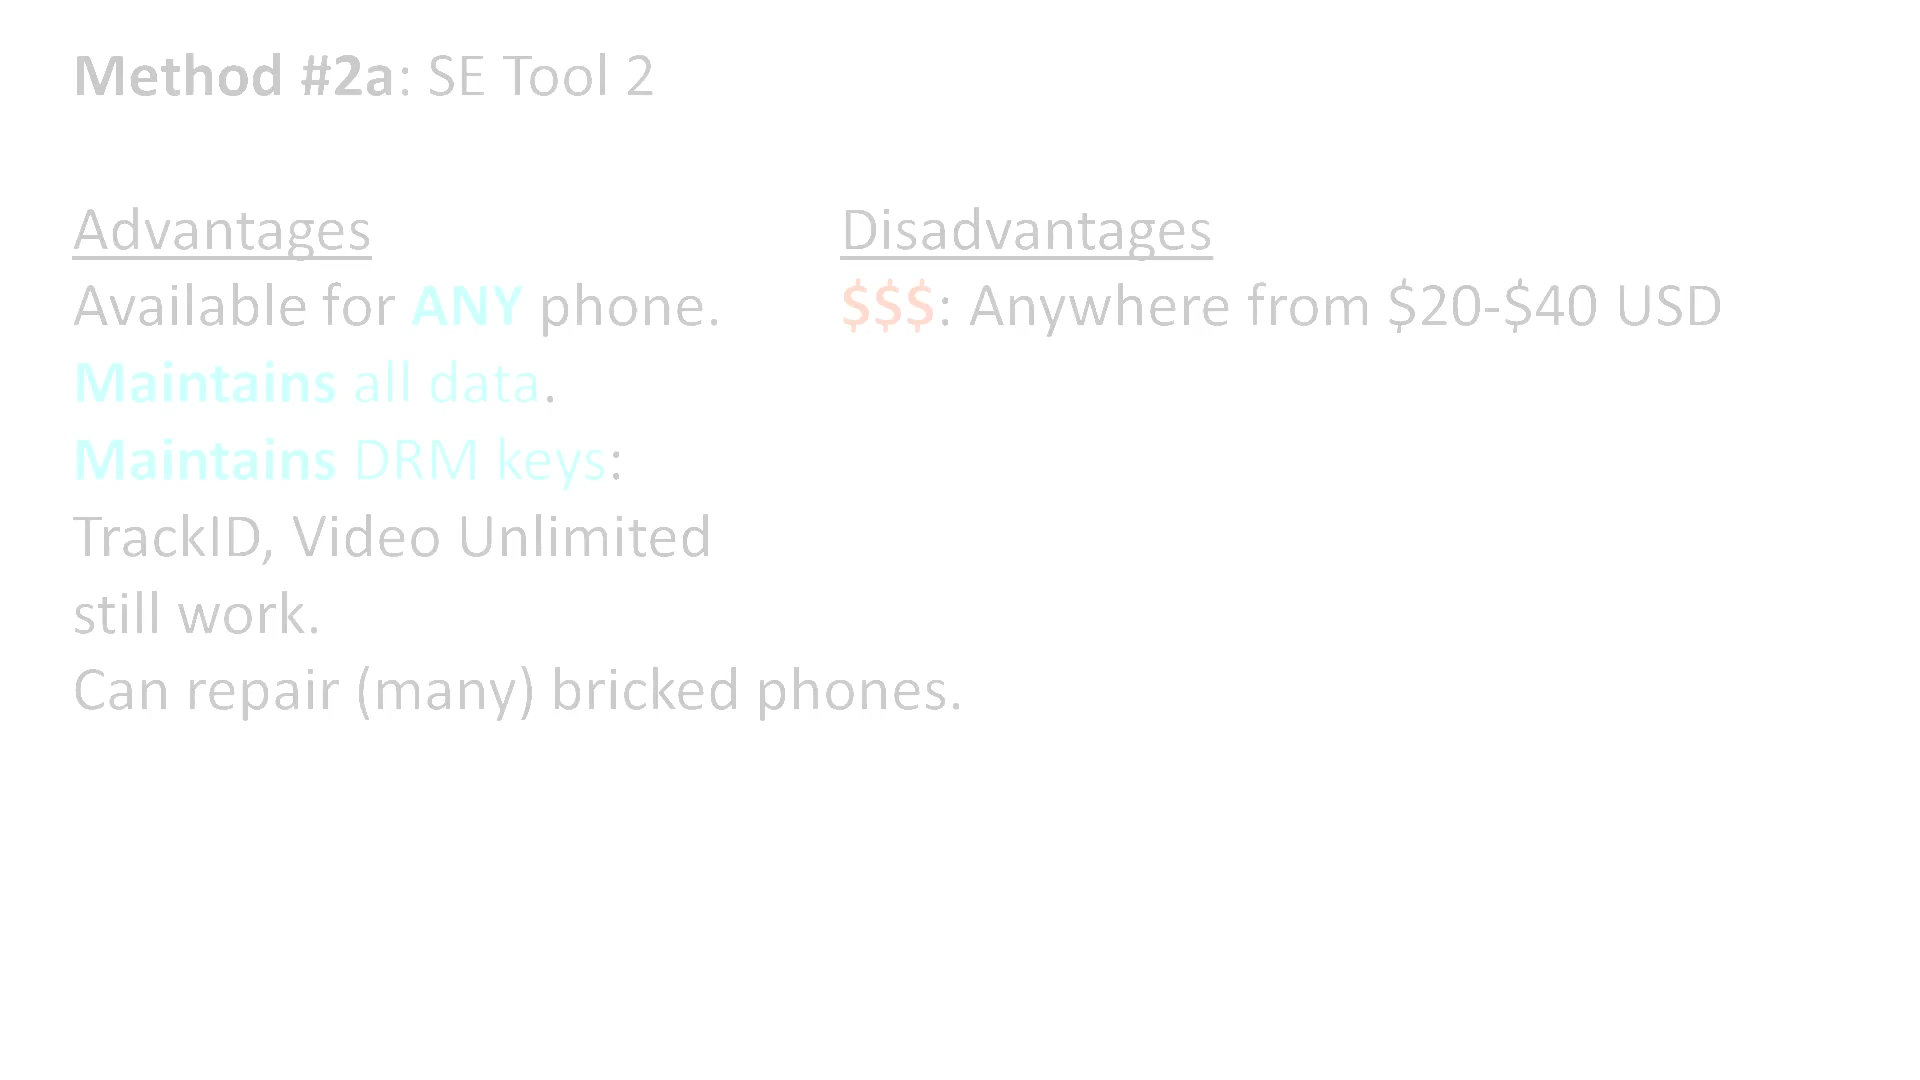 Method #2a: SE Tool 2
Advantages
Available for ANY phone.
Maintains all data.
Maintains DRM keys:
TrackID, Video Unlimited
still work.
Can repair (many) bricked phones.
Disadvantages
$$$: Anywhere from $20-$40 USD